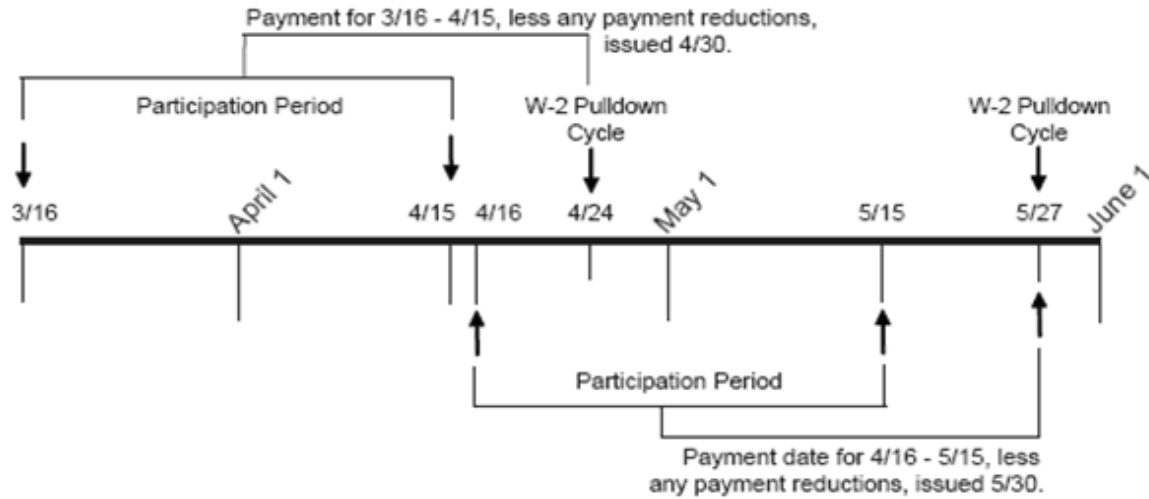 Payment for 3/16 - 4/15, less any payment reductions,
issued 4/30.
Participation Period
W-2 Pulldown
Cycle
W-2 Pulldown
Cycle
3/16
April 1
4/15
4/16
4/24
May 1
5/15
5/27
June 1
Participation Period
Payment date for 4/16 - 5/15, less
any payment reductions, issued 5/30.